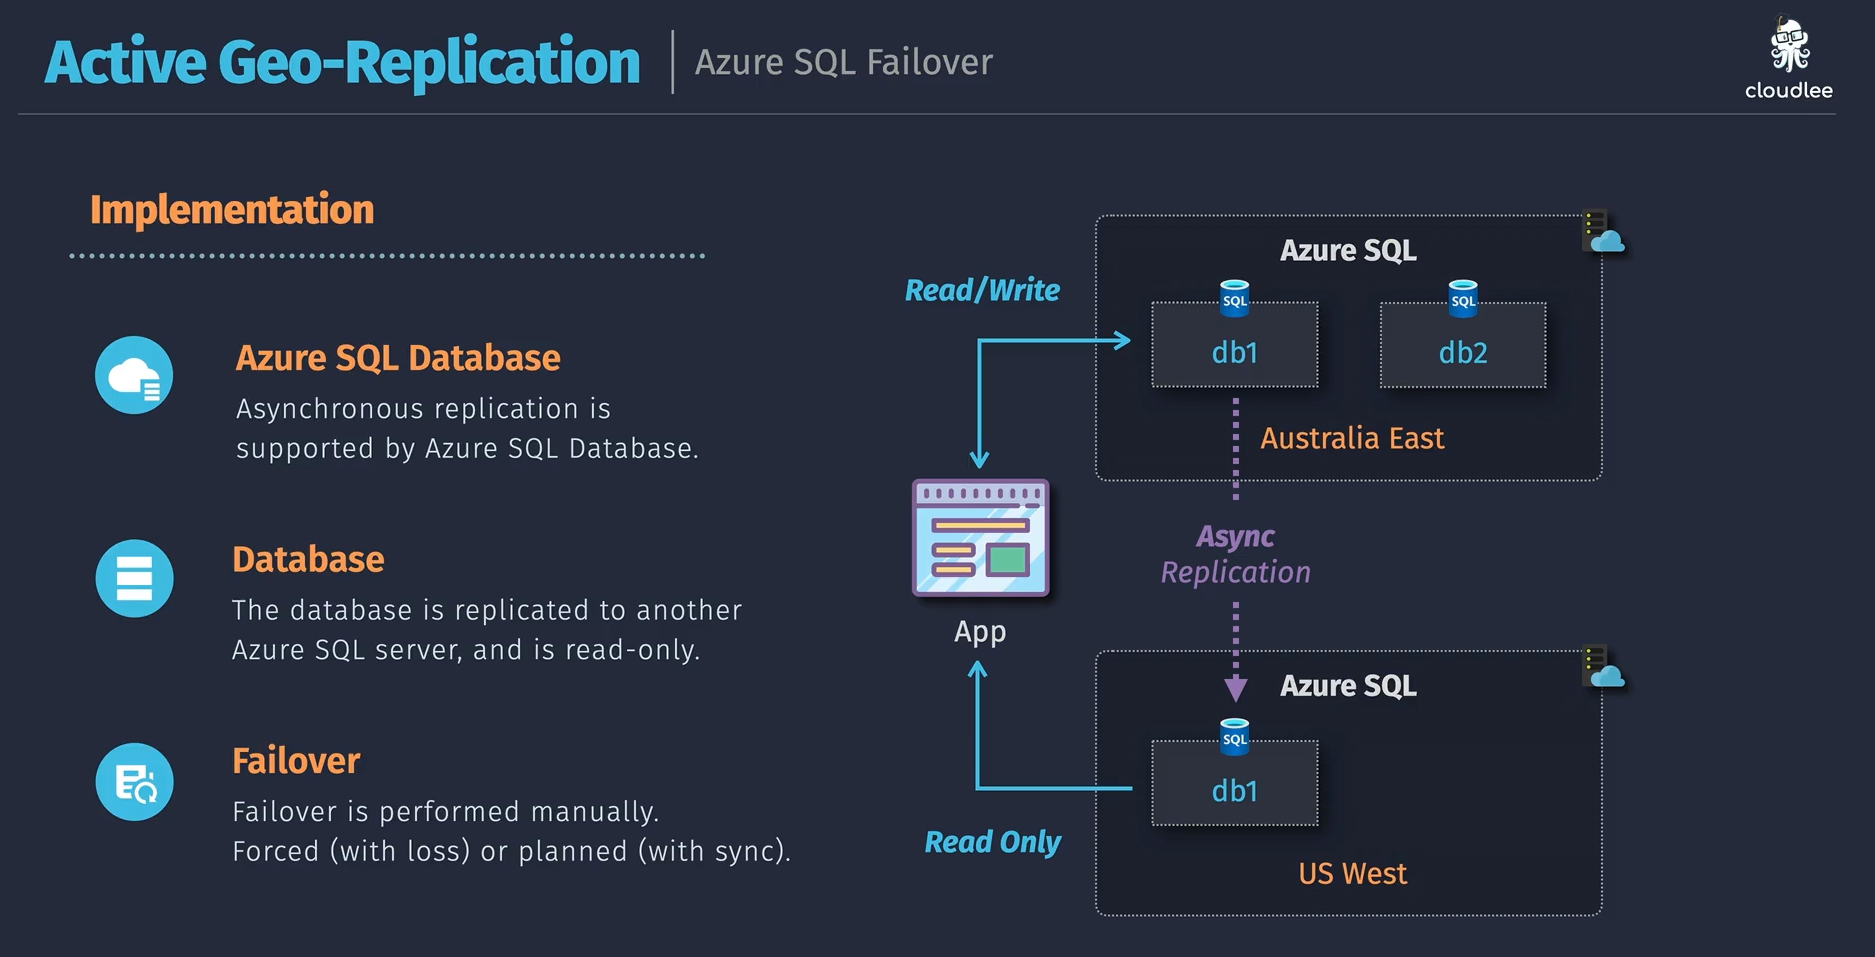 Active Geo-Replication
Azure SQL Failover
cloudlee
Implementation
Azure SQL Database
Asynchronous replication is
supported by Azure SQL Database.
Database
The database is replicated to another
Azure SQL server, and is read-only.
Failover
Failover is performed manually.
Forced (with loss) or planned (with sync).
Read/Write
Azure SQL
SQL
db1
SQL
db2
Australia East
Async
Replication
App
Azure SQL
SQL
db1
Read Only
US West